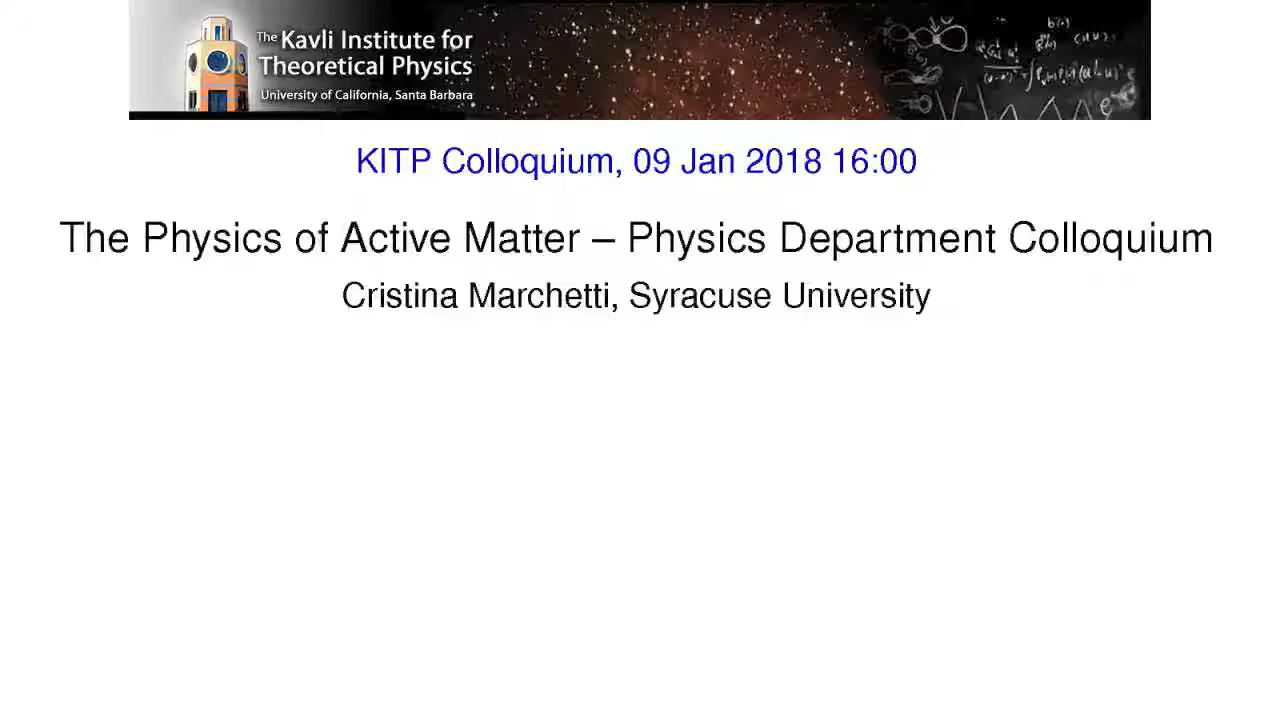 The Kavli Institute for
Theoretical Physics
University of California, Santa Barbara
KITP Colloquium, 09 Jan 2018 16:00
The Physics of Active Matter – Physics Department Colloquium
Cristina Marchetti, Syracuse University